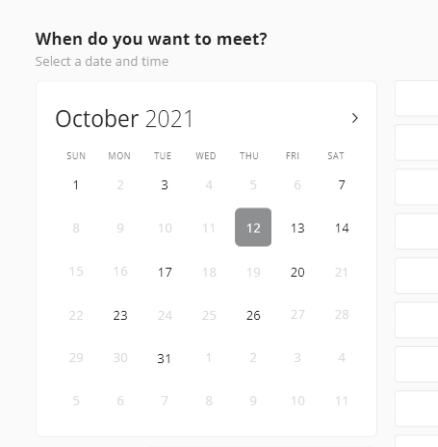 When do you want to meet?
Select a date and time
October 2021
SUN MON TUE WED THU FRI SAT
1 2 3 4 5 6 7
8 9 10 11 12 13 14
15 16 17 18 19 20 21
22 23 24 25 26 27 28
29 30 31 1 2 3 4
5 6 7 8 9 10 11